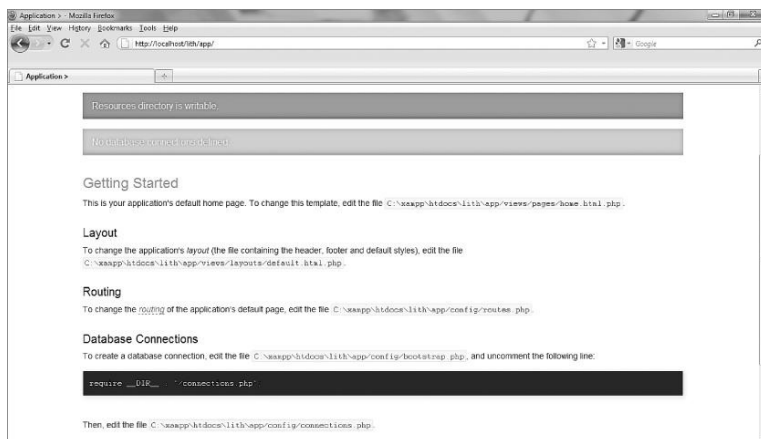 Application > - Mozilla Firefox
File Edit View History Bookmarks Tools Help
http://localhost/lith/app/
Google
Application >
Resources directory is writable.
No database connections defined.
Getting Started
This is your application's default home page. To change this template, edit the file C:\xampp\htdocs\lith\app/views/pages/home.html.php.
Layout
To change the application's layout (the file containing the header, footer and default styles), edit the file
C:\xampp\htdocs\lith\app/views/layouts/default.html.php.
Routing
To change the routing of the application's default page, edit the file C:\xampp\htdocs\lith\app/config/routes.php.
Database Connections
To create a database connection, edit the file C:\xampp\htdocs\lith\app/config/bootstrap.php, and uncomment the following line:
require __DIR__ '/connections.php'
Then, edit the file C:\xampp\htdocs\lith\app/config/connections.php.